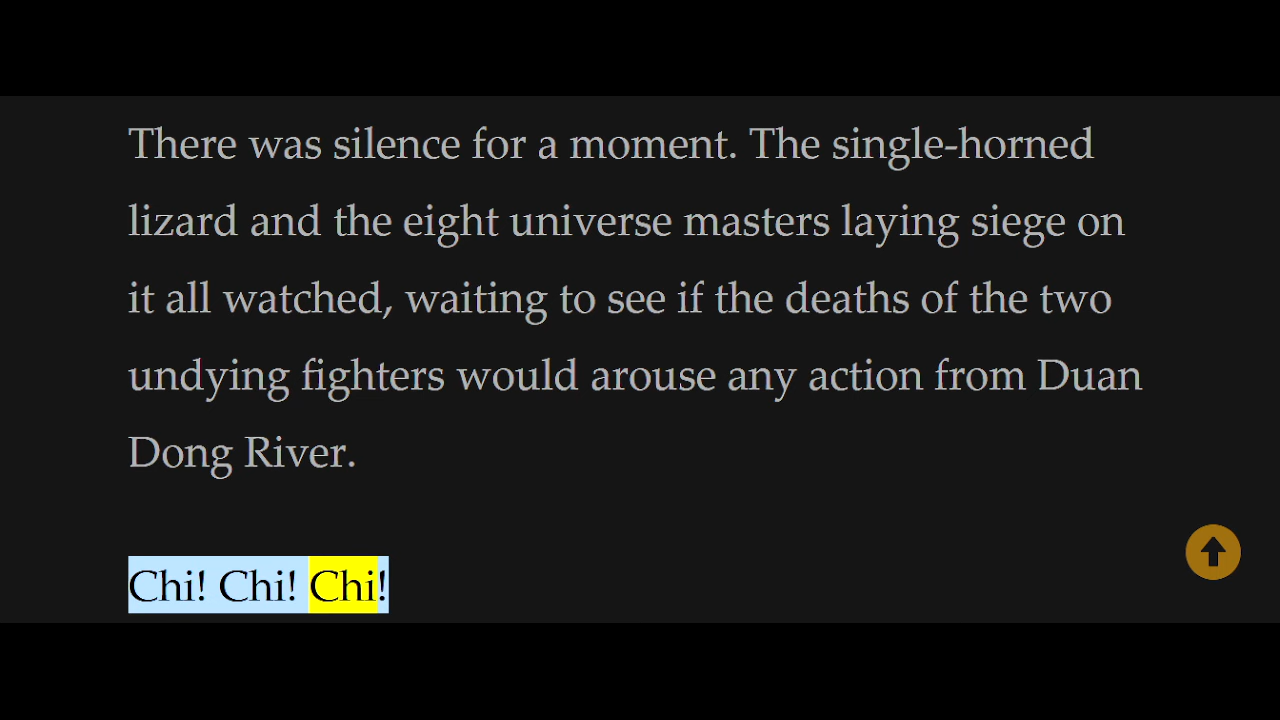 There was silence for a moment. The single-horned
lizard and the eight universe masters laying siege on
it all watched, waiting to see if the deaths of the two
undying fighters would arouse any action from Duan
Dong River.
Chi! Chi! Chi!